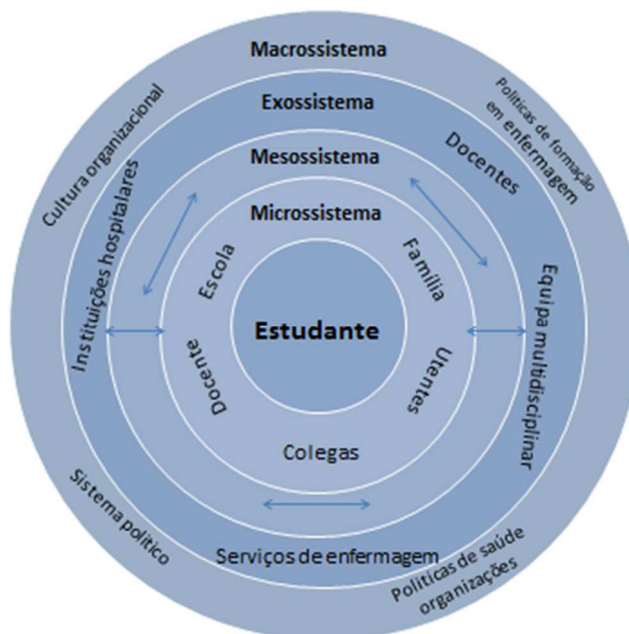 Macrossistema
Exossistema
Mesossistema
Microssistema
Estudante
Escola
Família
Docente
Utentes
Colegas
Instituições hospitalares
Docentes
Equipa multidisciplinar
Serviços de enfermagem
Cultura organizacional
Políticas de formação
em enfermagem
Sistema político
Políticas de saúde
organizações